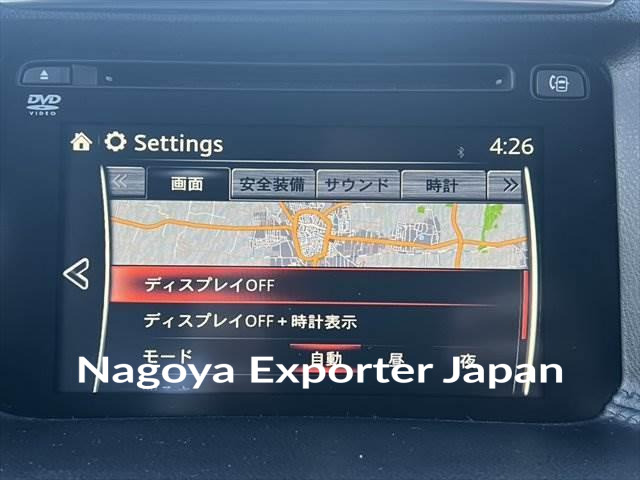 DVD
VIDEO
Settings
4:26
画面
安全装備
サウンド
時計
ディスプレイOFF
ディスプレイOFF + 時計表示
モード
自動
昼
夜
Nagoya Exporter Japan